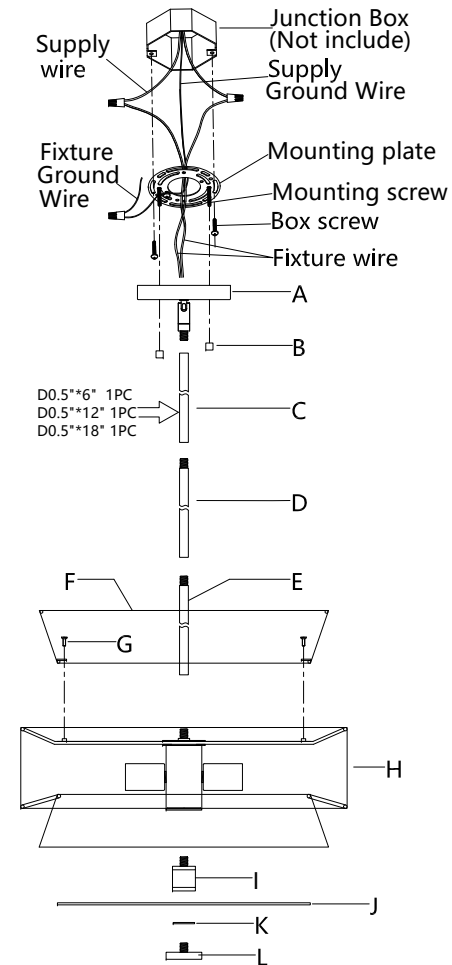 Junction Box
(Not include)
Supply
wire
Supply
Ground Wire
Fixture
Ground
Wire
Mounting plate
Mounting screw
Box screw
Fixture wire
A
B
D0.5"*6" 1PC
D0.5"*12" 1PC
D0.5"*18" 1PC
C
D
F
E
G
H
I
J
K
L